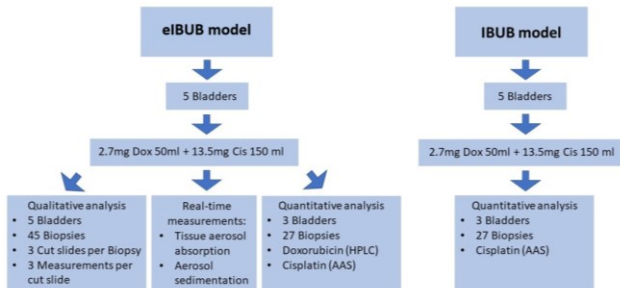 eIBUB model
5 Bladders
2.7mg Dox 50ml + 13.5mg Cis 150 ml
Qualitative analysis
• 5 Bladders
• 45 Biopsies
• 3 Cut slides per Biopsy
• 3 Measurements per
cut slide
Real-time
measurements:
• Tissue aerosol
absorption
• Aerosol
sedimentation
Quantitative analysis
• 3 Bladders
• 27 Biopsies
• Doxorubicin (HPLC)
• Cisplatin (AAS)
IBUB model
5 Bladders
2.7mg Dox 50ml + 13.5mg Cis 150 ml
Quantitative analysis
• 3 Bladders
• 27 Biopsies
• Cisplatin (AAS)